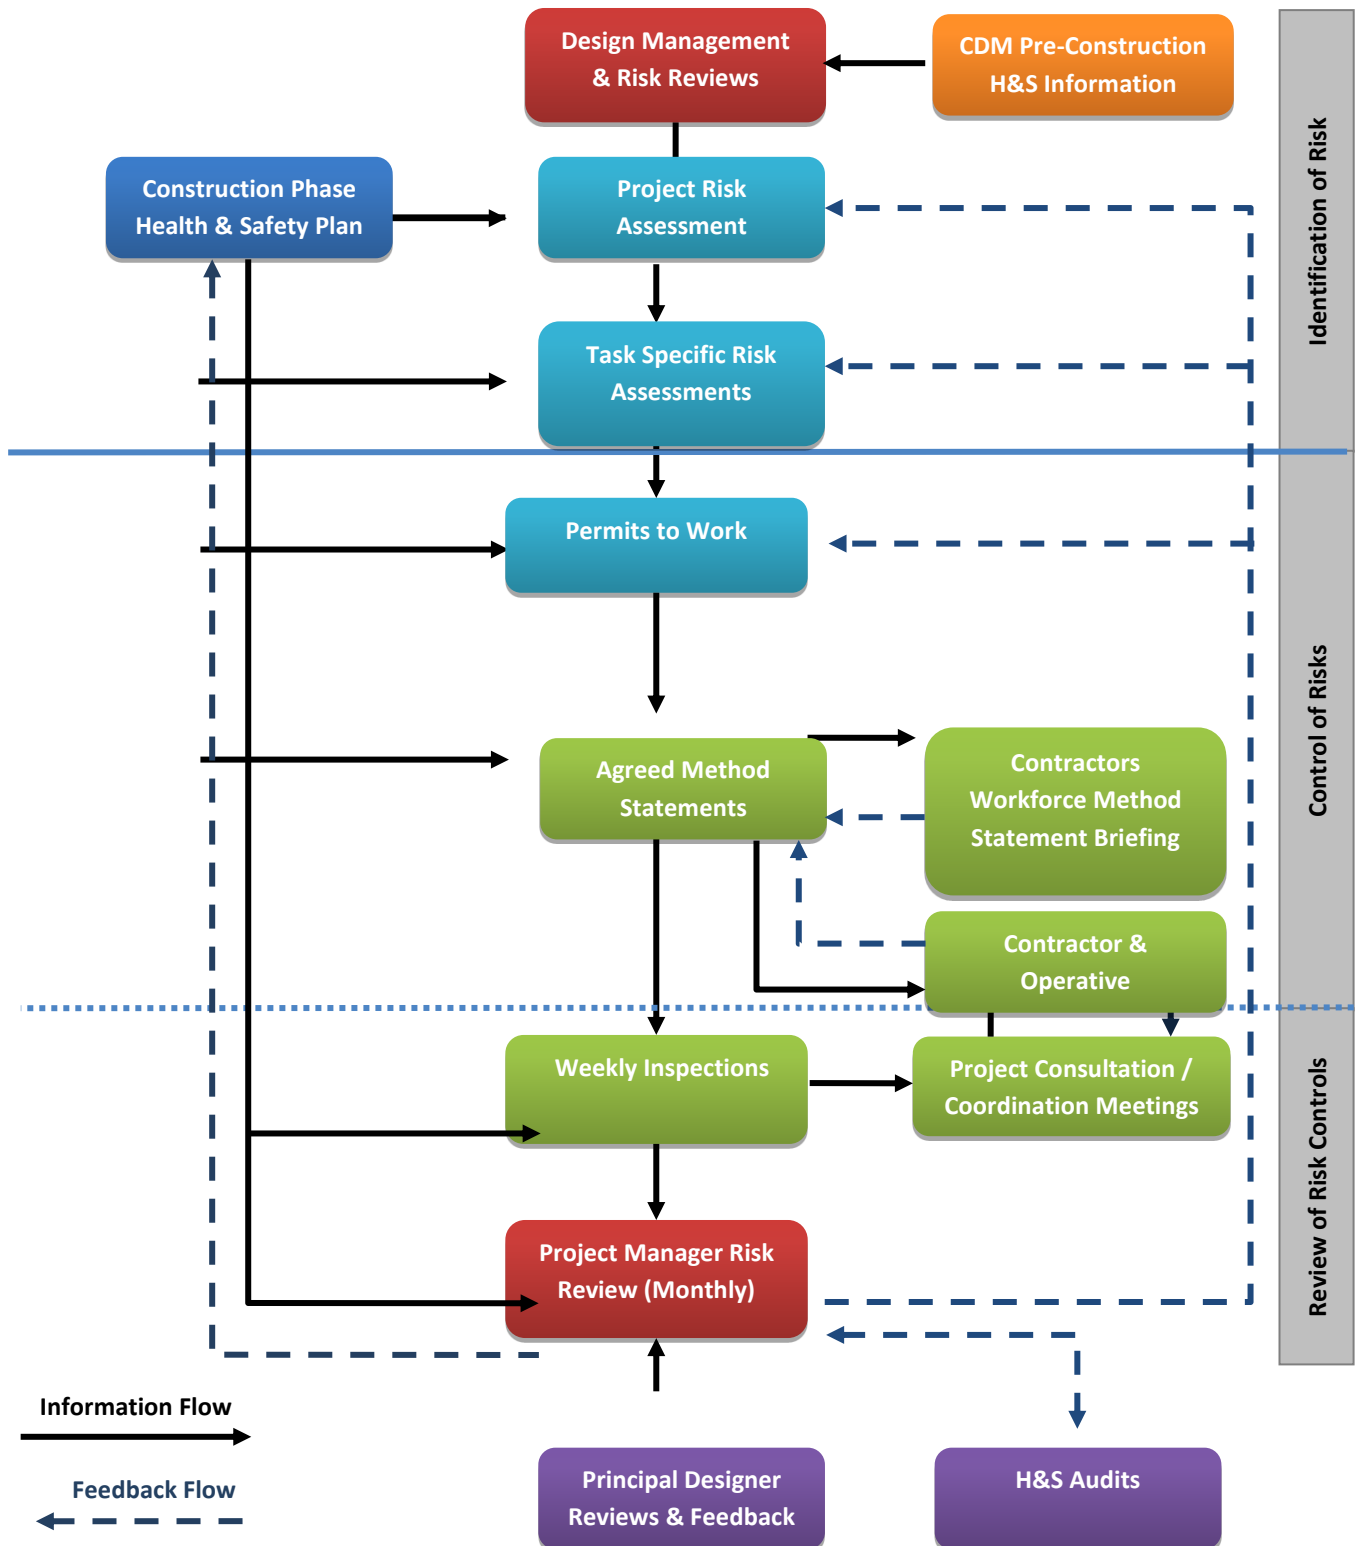 Design Management
& Risk Reviews
CDM Pre-Construction
H&S Information
Identification of Risk
Construction Phase
Health & Safety Plan
Project Risk
Assessment
Task Specific Risk
Assessments
Permits to Work
Control of Risks
Agreed Method
Statements
Contractors
Workforce Method
Statement Briefing
Contractor &
Operative
Weekly Inspections
Project Consultation /
Coordination Meetings
Review of Risk Controls
Project Manager Risk
Review (Monthly)
Information Flow
Feedback Flow
Principal Designer
Reviews & Feedback
H&S Audits